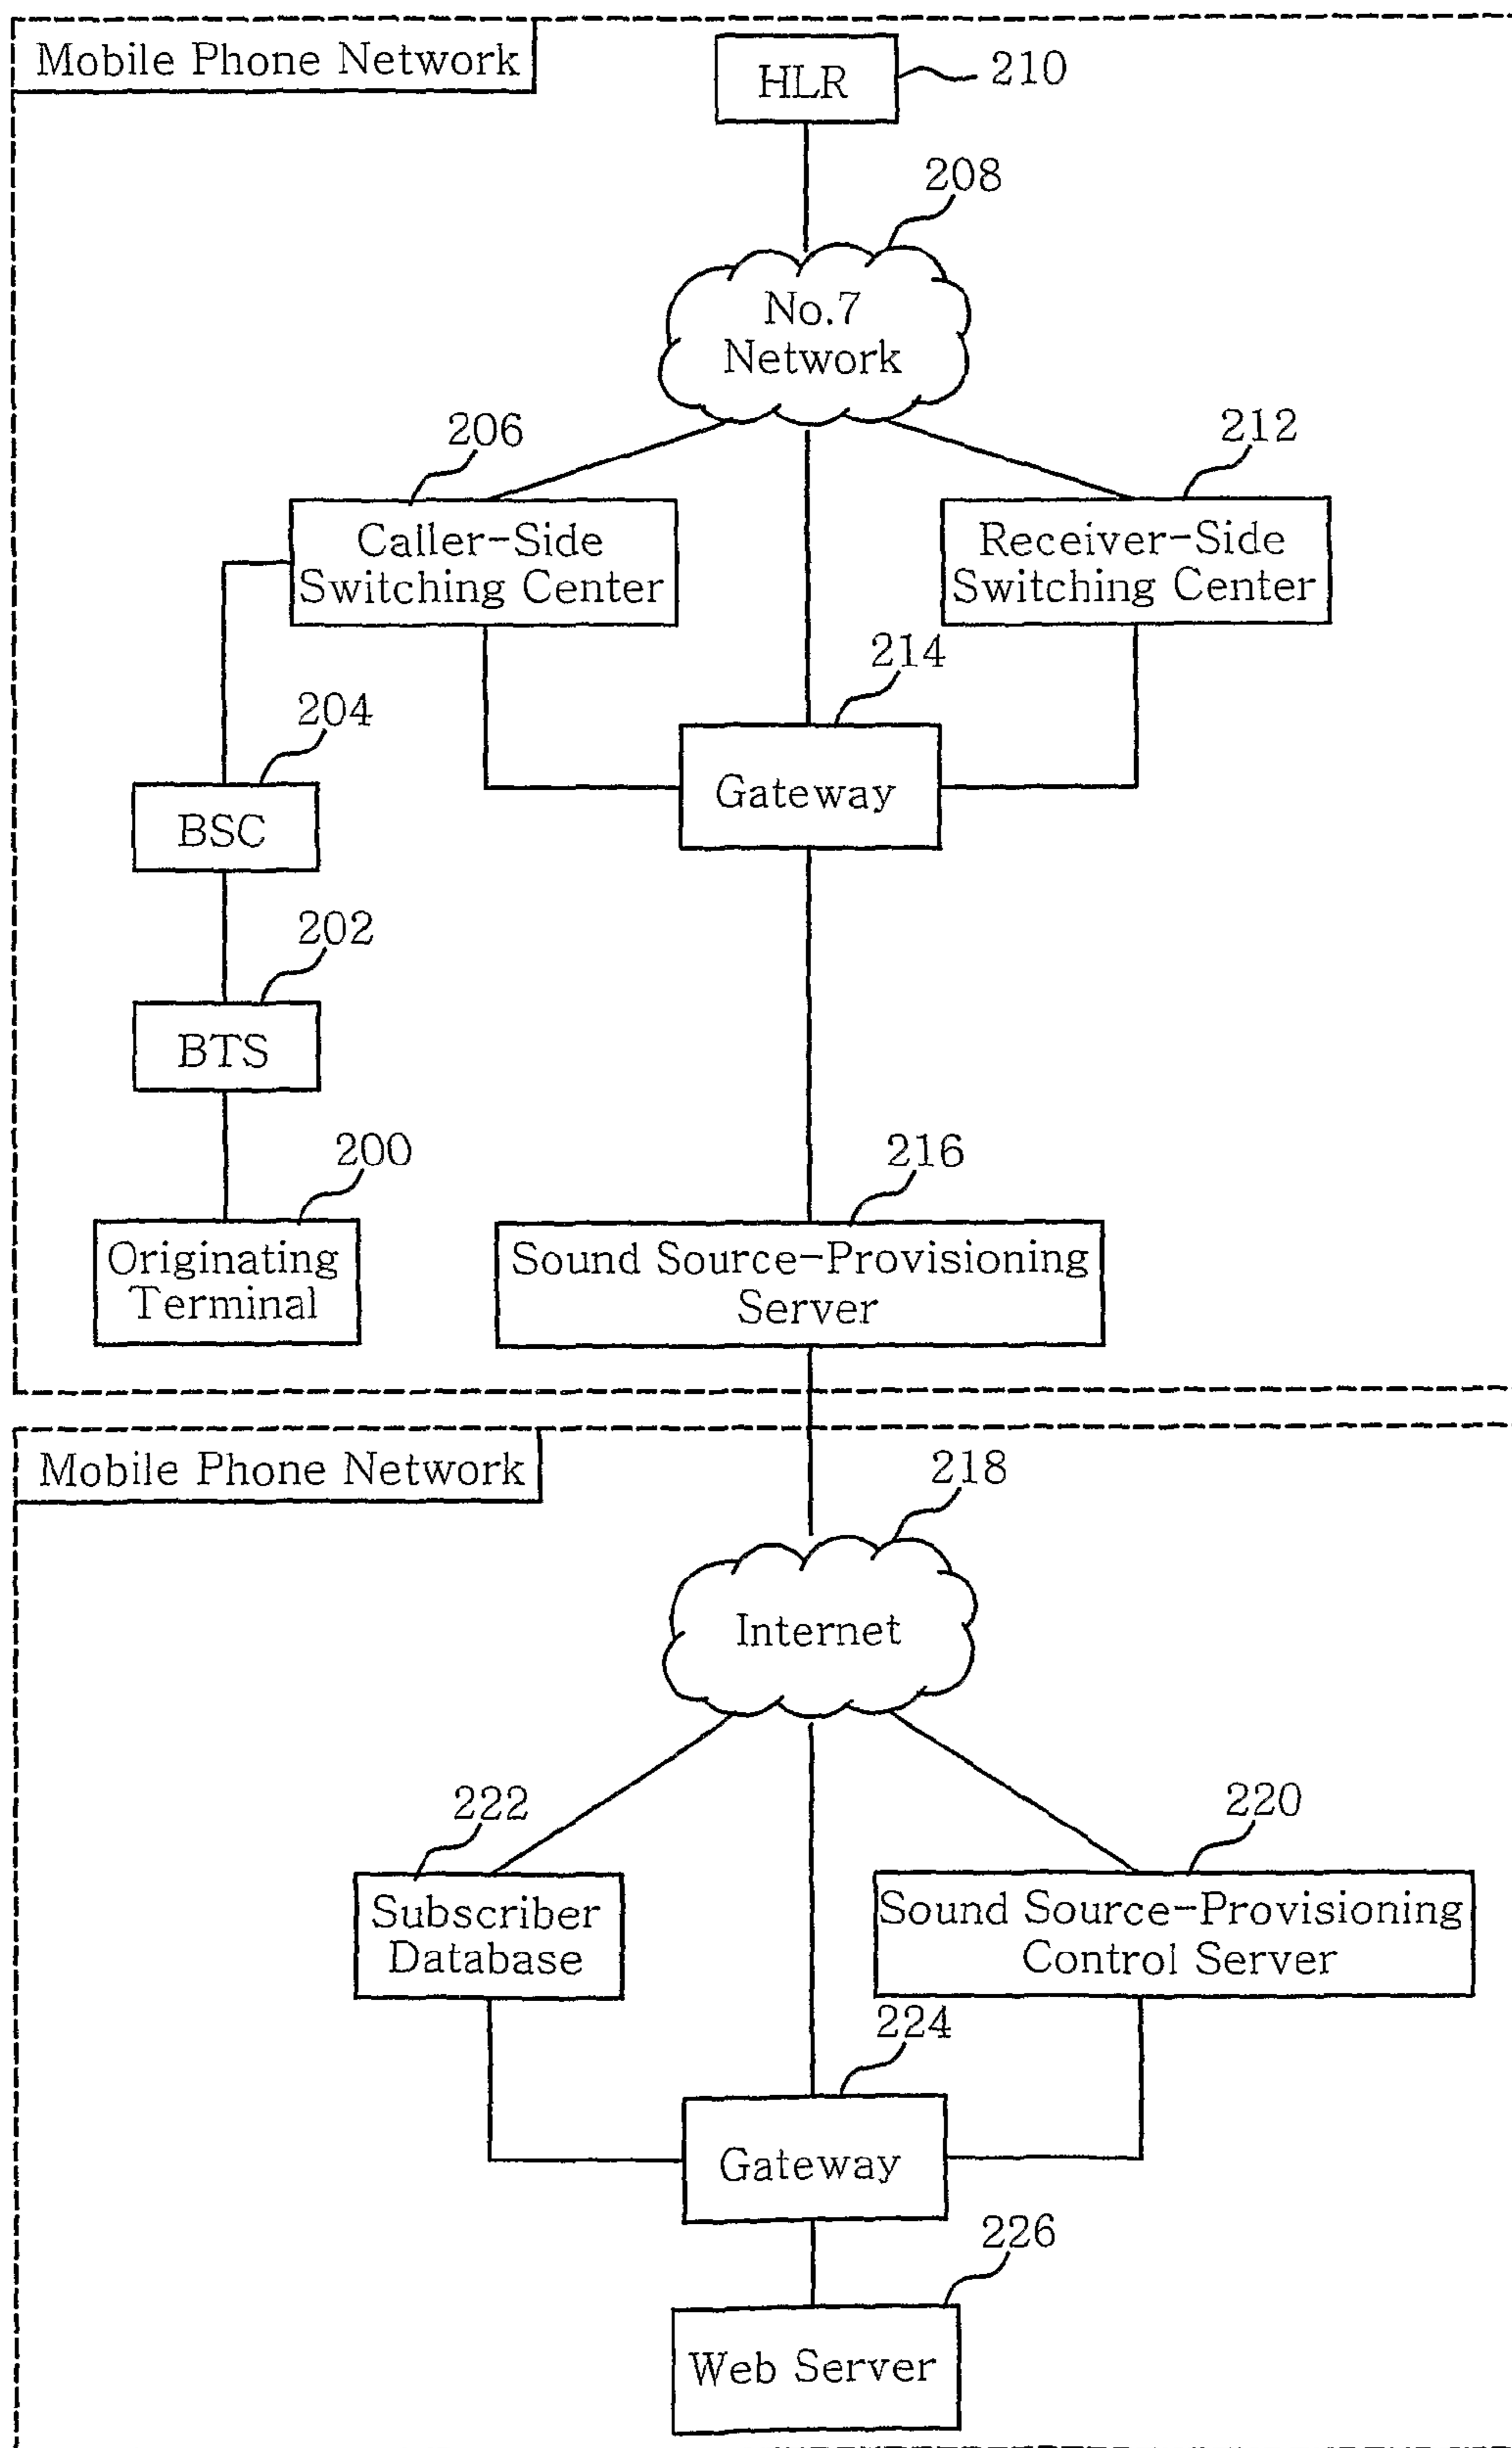 Mobile Phone Network
HLR
210
208
No.7
Network
206
212
Caller-Side
Switching Center
Receiver-Side
Switching Center
214
204
Gateway
BSC
202
BTS
200
216
Originating
Terminal
Sound Source-Provisioning
Server
Mobile Phone Network
218
Internet
222
220
Subscriber
Database
Sound Source-Provisioning
Control Server
224
Gateway
226
Web Server